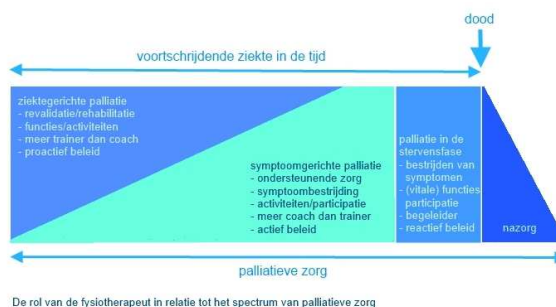 dood
voortschrijdende ziekte in de tijd
ziektegerichte palliatie
- revalidatie/rehabilitatie
- functies/activiteiten
- meer trainer dan coach
- proactief beleid
symptoomgerichte palliatie
- ondersteunende zorg
- symptoombestrijding
- activiteiten/participatie
- meer coach dan trainer
- actief beleid
palliatie in de
stervensfase
- bestrijden van
symptomen
- (vitale) functies
participatie
- begeleider
- reactief beleid
nazorg
palliatieve zorg
De rol van de fysiotherapeut in relatie tot het spectrum van palliatieve zorg